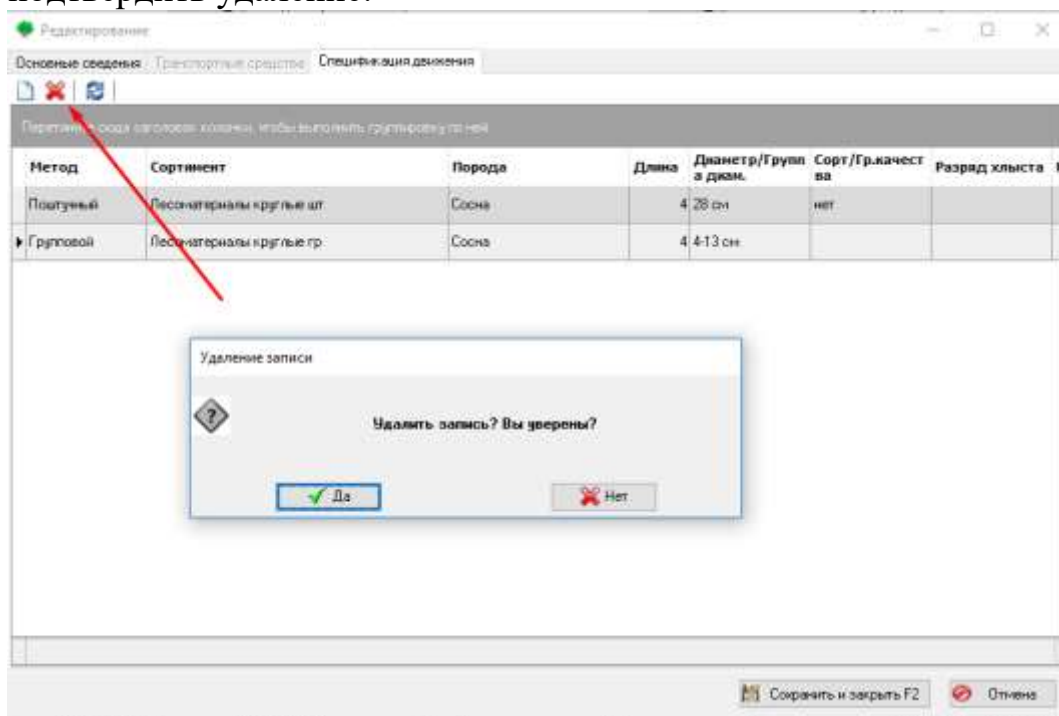 подтвердить удаление.
Редактирование
Основные сведения Транспортные средства Спецификация движения
Перетащите сюда заголовок колонки, чтобы выполнить группировку по ней
Метод Сортимент Порода Длина Диаметр/Групп а диам. Сорт/Гр.качест ва Разряд хлыста
Поштучный Лесоматериалы круглые шт Сосна 4 28 см нет
Групповой Лесоматериалы круглые гр Сосна 4 4-13 см
Удаление записи
Удалить запись? Вы уверены?
Да Нет
Сохранить и закрыть F2 Отмена